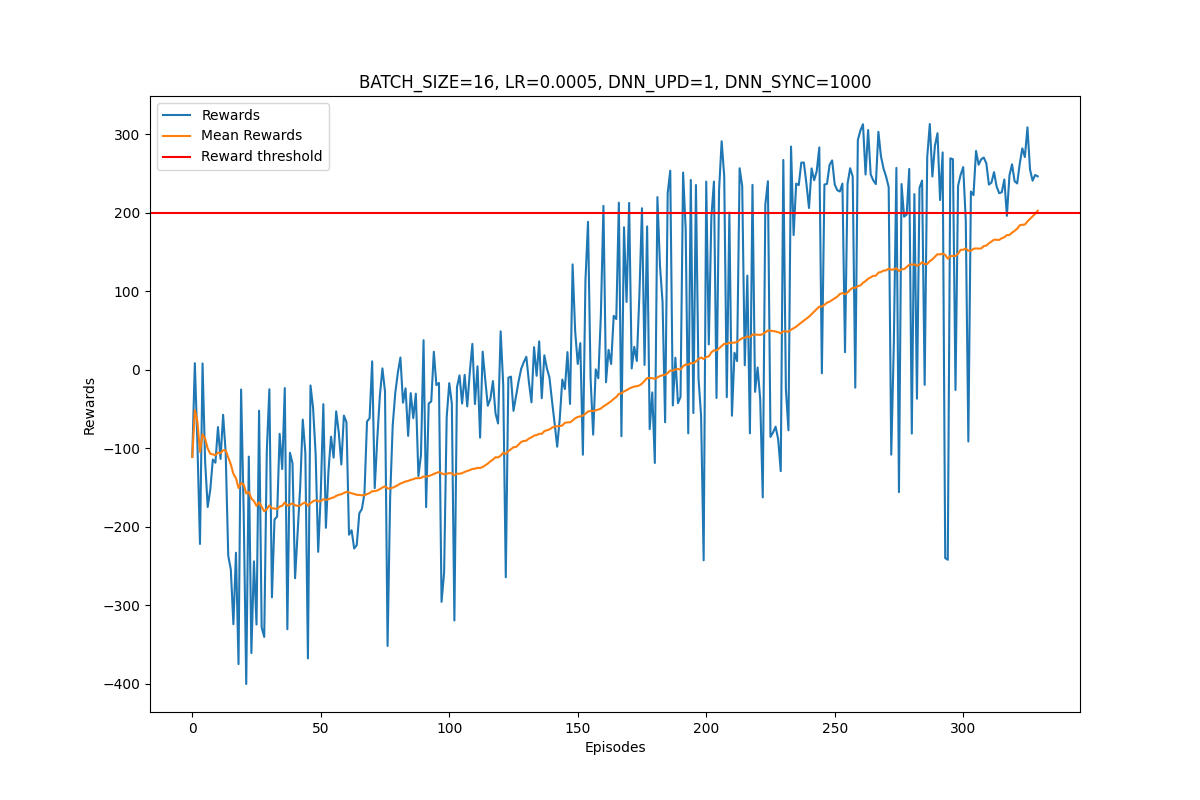 BATCH_SIZE=16, LR=0.0005, DNN_UPD=1, DNN_SYNC=1000
Rewards
Mean Rewards
Reward threshold
300
200
100
0
−100
−200
−300
−400
Rewards
0 50 100 150 200 250 300
Episodes